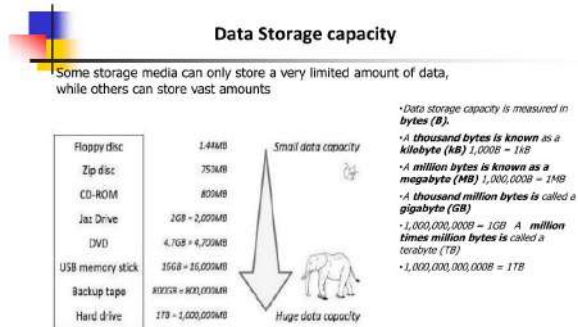 Data Storage capacity
Some storage media can only store a very limited amount of data,
while others can store vast amounts
Floppy disc 1.44MB
Zip disc 750MB
CD-ROM 800MB
Jaz Drive 2GB = 2,000MB
DVD 4.7GB = 4,700MB
USB memory stick 16GB = 16,000MB
Backup tape 800GB = 800,000MB
Hard drive 1TB = 1,000,000MB
Small data capacity
Huge data capacity
•Data storage capacity is measured in
bytes (B).
•A thousand bytes is known as a
kilobyte (kB) 1,000B = 1kB
•A million bytes is known as a
megabyte (MB) 1,000,000B = 1MB
•A thousand million bytes is called a
gigabyte (GB)
•1,000,000,000B = 1GB A million
times million bytes is called a
terabyte (TB)
•1,000,000,000,000B = 1TB